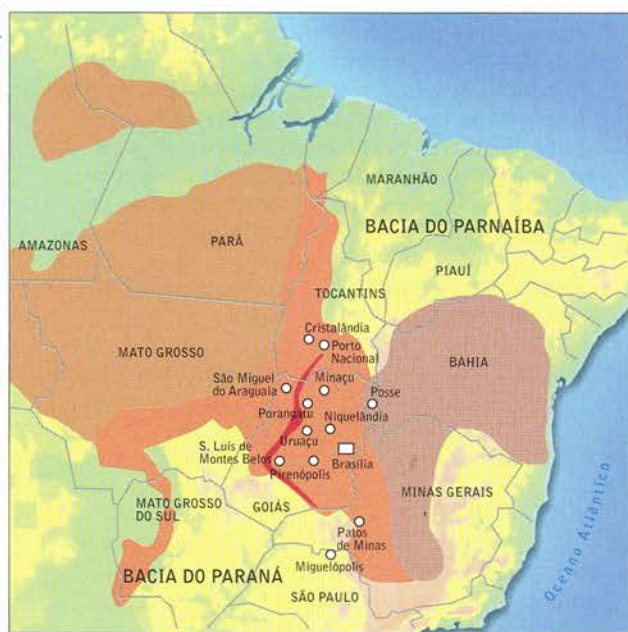 MARANHÃO
BACIA DO PARNAÍBA
AMAZONAS
PARÁ
PIAUÍ
TOCANTINS
Cristalândia
Porto
Nacional
MATO GROSSO
BAHIA
São Miguel
do Araguaia
Minaçu
Posse
Porangatu
Niquelândia
Uruaçu
S. Luís de
Montes Belos
Pirenópolis
Brasília
MATO GROSSO
DO SUL
GOIÁS
MINAS GERAIS
Patos
de Minas
BACIA DO PARANÁ
Miguelópolis
SÃO PAULO
Oceano Atlântico